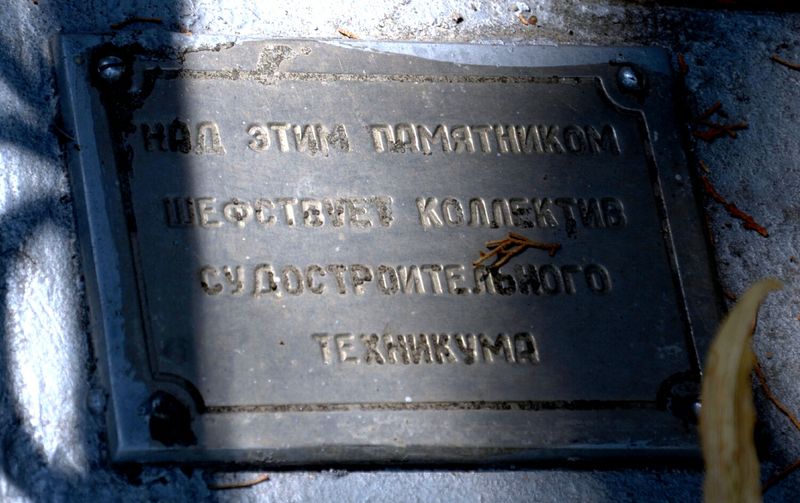 НАД ЭТИМ ПАМЯТНИКОМ
ШЕФСТВУЕТ КОЛЛЕКТИВ
СУДОСТРОИТЕЛЬНОГО
ТЕХНИКУМА